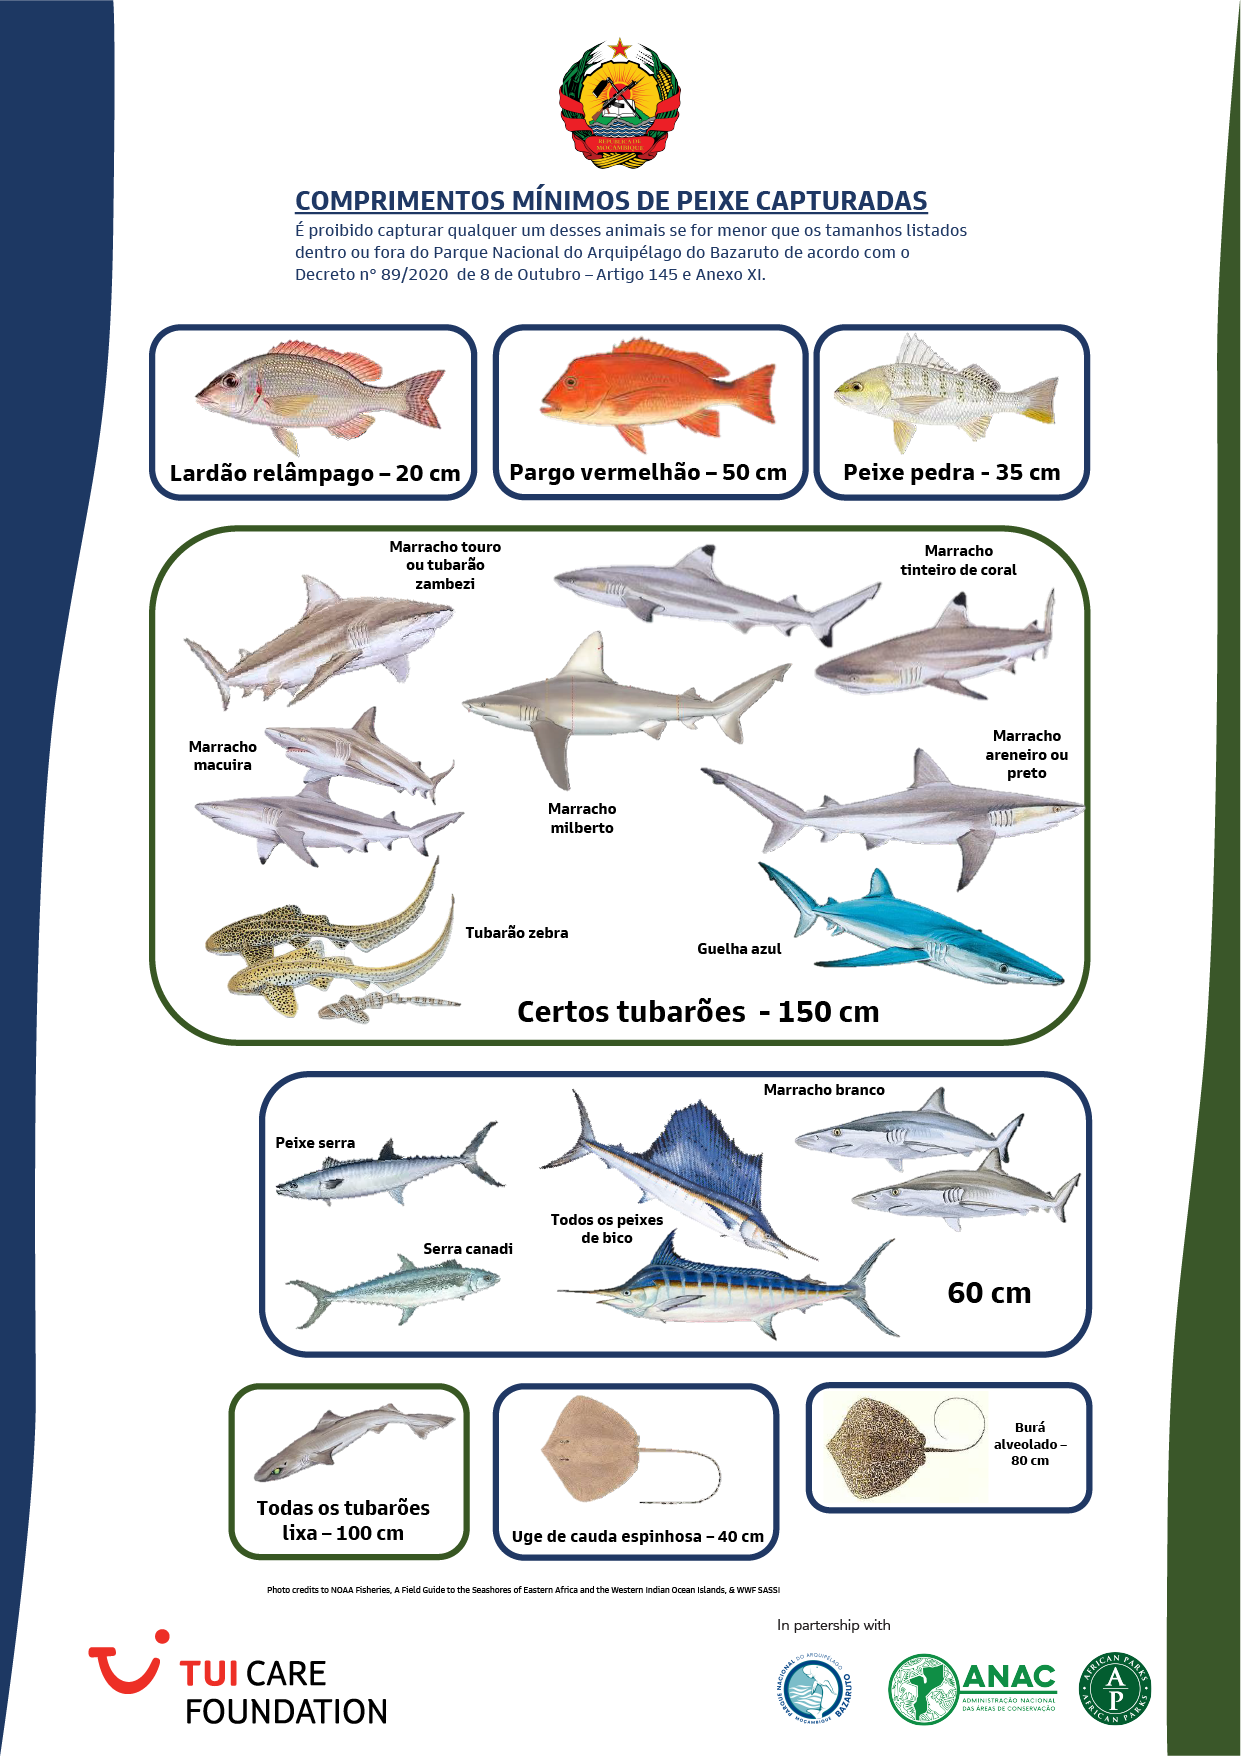 REPÚBLICA DE
MOÇAMBIQUE
COMPRIMENTOS MÍNIMOS DE PEIXE CAPTURADAS
É proibido capturar qualquer um desses animais se for menor que os tamanhos listados
dentro ou fora do Parque Nacional do Arquipélago do Bazaruto de acordo com o
Decreto n° 89/2020 de 8 de Outubro – Artigo 145 e Anexo XI.
Lardão relâmpago – 20 cm
Pargo vermelhão – 50 cm
Peixe pedra - 35 cm
Marracho touro
ou tubarão
zambezi
Marracho
tinteiro de coral
Marracho
macuira
Marracho
milberto
Marracho
areneiro ou
preto
Tubarão zebra
Guelha azul
Certos tubarões - 150 cm
Marracho branco
Peixe serra
Todos os peixes
de bico
Serra canadi
60 cm
Todas os tubarões
lixa – 100 cm
Uge de cauda espinhosa – 40 cm
Burá
alveolado –
80 cm
Photo credits to NOAA Fisheries, A Field Guide to the Seashores of Eastern Africa and the Western Indian Ocean Islands, & WWF SASSI
In partership with
TUI CARE
FOUNDATION
PARQUE NACIONAL DO ARQUIPÉLAGO
BAZARUTO
MOÇAMBIQUE
ANAC
ADMINISTRAÇÃO NACIONAL
DAS ÁREAS DE CONSERVAÇÃO
AFRICAN PARKS
A
P
AFRICAN PARKS